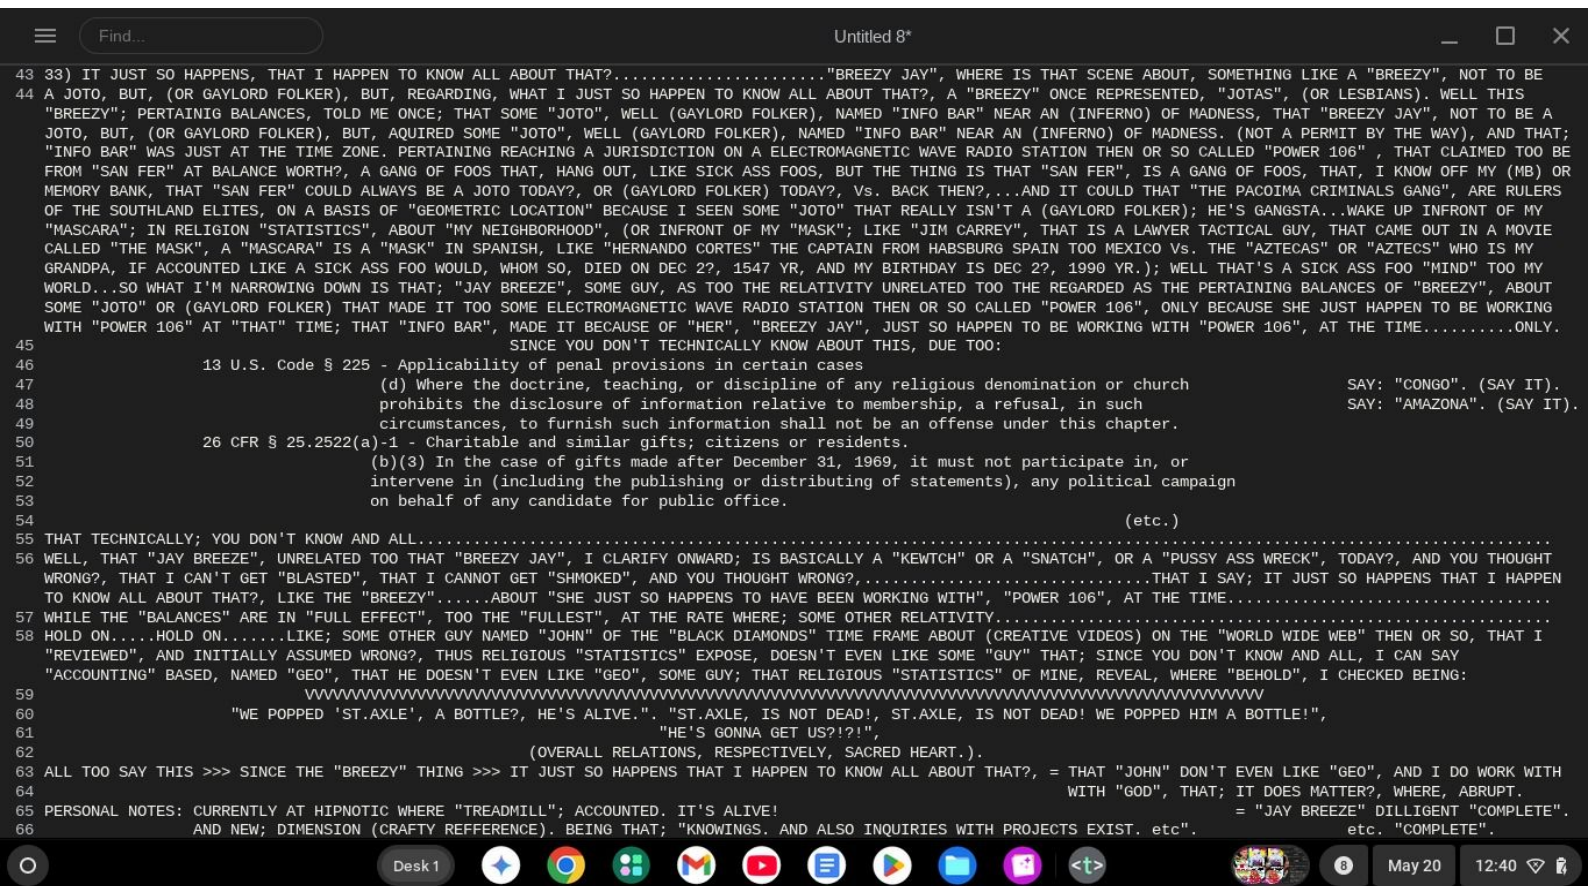 Find...
Untitled 8*
43 33) IT JUST SO HAPPENS, THAT I HAPPEN TO KNOW ALL ABOUT THAT?......................."BREEZY JAY", WHERE IS THAT SCENE ABOUT, SOMETHING LIKE A "BREEZY", NOT TO BE
44 A JOTO, BUT, (OR GAYLORD FOLKER), BUT, REGARDING, WHAT I JUST SO HAPPEN TO KNOW ALL ABOUT THAT?, A "BREEZY" ONCE REPRESENTED, "JOTAS", (OR LESBIANS). WELL THIS
"BREEZY"; PERTAINIG BALANCES, TOLD ME ONCE; THAT SOME "JOTO", WELL (GAYLORD FOLKER), NAMED "INFO BAR" NEAR AN (INFERNO) OF MADNESS, THAT "BREEZY JAY", NOT TO BE A
JOTO, BUT, (OR GAYLORD FOLKER), BUT, AQUIRED SOME "JOTO", WELL (GAYLORD FOLKER), NAMED "INFO BAR" NEAR AN (INFERNO) OF MADNESS. (NOT A PERMIT BY THE WAY), AND THAT;
"INFO BAR" WAS JUST AT THE TIME ZONE. PERTAINING REACHING A JURISDICTION ON A ELECTROMAGNETIC WAVE RADIO STATION THEN OR SO CALLED "POWER 106" , THAT CLAIMED TOO BE
FROM "SAN FER" AT BALANCE WORTH?, A GANG OF FOOS THAT, HANG OUT, LIKE SICK ASS FOOS, BUT THE THING IS THAT "SAN FER", IS A GANG OF FOOS, THAT, I KNOW OFF MY (MB) OR
MEMORY BANK, THAT "SAN FER" COULD ALWAYS BE A JOTO TODAY?, OR (GAYLORD FOLKER) TODAY?, Vs. BACK THEN?,...AND IT COULD THAT "THE PACOIMA CRIMINALS GANG", ARE RULERS
OF THE SOUTHLAND ELITES, ON A BASIS OF "GEOMETRIC LOCATION" BECAUSE I SEEN SOME "JOTO" THAT REALLY ISN'T A (GAYLORD FOLKER); HE'S GANGSTA...WAKE UP INFRONT OF MY
"MASCARA"; IN RELIGION "STATISTICS", ABOUT "MY NEIGHBORHOOD", (OR INFRONT OF MY "MASK"; LIKE "JIM CARREY", THAT IS A LAWYER TACTICAL GUY, THAT CAME OUT IN A MOVIE
CALLED "THE MASK", A "MASCARA" IS A "MASK" IN SPANISH, LIKE "HERNANDO CORTES" THE CAPTAIN FROM HABSBURG SPAIN TOO MEXICO Vs. THE "AZTECAS" OR "AZTECS" WHO IS MY
GRANDPA, IF ACCOUNTED LIKE A SICK ASS FOO WOULD, WHOM SO, DIED ON DEC 2?, 1547 YR, AND MY BIRTHDAY IS DEC 2?, 1990 YR.); WELL THAT'S A SICK ASS FOO "MIND" TOO MY
WORLD...SO WHAT I'M NARROWING DOWN IS THAT; "JAY BREEZE", SOME GUY, AS TOO THE RELATIVITY UNRELATED TOO THE REGARDED AS THE PERTAINING BALANCES OF "BREEZY", ABOUT
SOME "JOTO" OR (GAYLORD FOLKER) THAT MADE IT TOO SOME ELECTROMAGNETIC WAVE RADIO STATION THEN OR SO CALLED "POWER 106", ONLY BECAUSE SHE JUST HAPPEN TO BE WORKING
WITH "POWER 106" AT "THAT" TIME; THAT "INFO BAR", MADE IT BECAUSE OF "HER", "BREEZY JAY", JUST SO HAPPEN TO BE WORKING WITH "POWER 106", AT THE TIME..........ONLY.
45 SINCE YOU DON'T TECHNICALLY KNOW ABOUT THIS, DUE TOO:
46 13 U.S. Code § 225 - Applicability of penal provisions in certain cases
47 (d) Where the doctrine, teaching, or discipline of any religious denomination or church SAY: "CONGO". (SAY IT).
48 prohibits the disclosure of information relative to membership, a refusal, in such SAY: "AMAZONA". (SAY IT).
49 circumstances, to furnish such information shall not be an offense under this chapter.
50 26 CFR § 25.2522(a)-1 - Charitable and similar gifts; citizens or residents.
51 (b)(3) In the case of gifts made after December 31, 1969, it must not participate in, or
52 intervene in (including the publishing or distributing of statements), any political campaign
53 on behalf of any candidate for public office.
54 (etc.)
55 THAT TECHNICALLY; YOU DON'T KNOW AND ALL..........................................................................................................................
56 WELL, THAT "JAY BREEZE", UNRELATED TOO THAT "BREEZY JAY", I CLARIFY ONWARD; IS BASICALLY A "KEWTCH" OR A "SNATCH", OR A "PUSSY ASS WRECK", TODAY?, AND YOU THOUGHT
WRONG?, THAT I CAN'T GET "BLASTED", THAT I CANNOT GET "SHMOKED", AND YOU THOUGHT WRONG?,...............................THAT I SAY; IT JUST SO HAPPENS THAT I HAPPEN
TO KNOW ALL ABOUT THAT?, LIKE THE "BREEZY"......ABOUT "SHE JUST SO HAPPENS TO HAVE BEEN WORKING WITH", "POWER 106", AT THE TIME...................................
57 WHILE THE "BALANCES" ARE IN "FULL EFFECT", TOO THE "FULLEST", AT THE RATE WHERE; SOME OTHER RELATIVITY............................................................
58 HOLD ON.....HOLD ON.......LIKE; SOME OTHER GUY NAMED "JOHN" OF THE "BLACK DIAMONDS" TIME FRAME ABOUT (CREATIVE VIDEOS) ON THE "WORLD WIDE WEB" THEN OR SO, THAT I
"REVIEWED", AND INITIALLY ASSUMED WRONG?, THUS RELIGIOUS "STATISTICS" EXPOSE, DOESN'T EVEN LIKE SOME "GUY" THAT; SINCE YOU DON'T KNOW AND ALL, I CAN SAY
"ACCOUNTING" BASED, NAMED "GEO", THAT HE DOESN'T EVEN LIKE "GEO", SOME GUY; THAT RELIGIOUS "STATISTICS" OF MINE, REVEAL, WHERE "BEHOLD", I CHECKED BEING:
59 VVVVVVVVVVVVVVVVVVVVVVVVVVVVVVVVVVVVVVVVVVVVVVVVVVVVVVVVVVVVVVVVVVVVVVVVVVVVVVVVVVVVVVVVVVVVVVVVVVVVVVV
60 "WE POPPED 'ST.AXLE', A BOTTLE?, HE'S ALIVE.". "ST.AXLE, IS NOT DEAD!, ST.AXLE, IS NOT DEAD! WE POPPED HIM A BOTTLE!",
61 "HE'S GONNA GET US?!?!",
62 (OVERALL RELATIONS, RESPECTIVELY, SACRED HEART.).
63 ALL TOO SAY THIS >>> SINCE THE "BREEZY" THING >>> IT JUST SO HAPPENS THAT I HAPPEN TO KNOW ALL ABOUT THAT?, = THAT "JOHN" DON'T EVEN LIKE "GEO", AND I DO WORK WITH
64 WITH "GOD", THAT; IT DOES MATTER?, WHERE, ABRUPT.
65 PERSONAL NOTES: CURRENTLY AT HIPNOTIC WHERE "TREADMILL"; ACCOUNTED. IT'S ALIVE! = "JAY BREEZE" DILLIGENT "COMPLETE".
66 AND NEW; DIMENSION (CRAFTY REFFERENCE). BEING THAT; "KNOWINGS. AND ALSO INQUIRIES WITH PROJECTS EXIST. etc". etc. "COMPLETE".
Desk 1
<t>
8
May 20
12:40